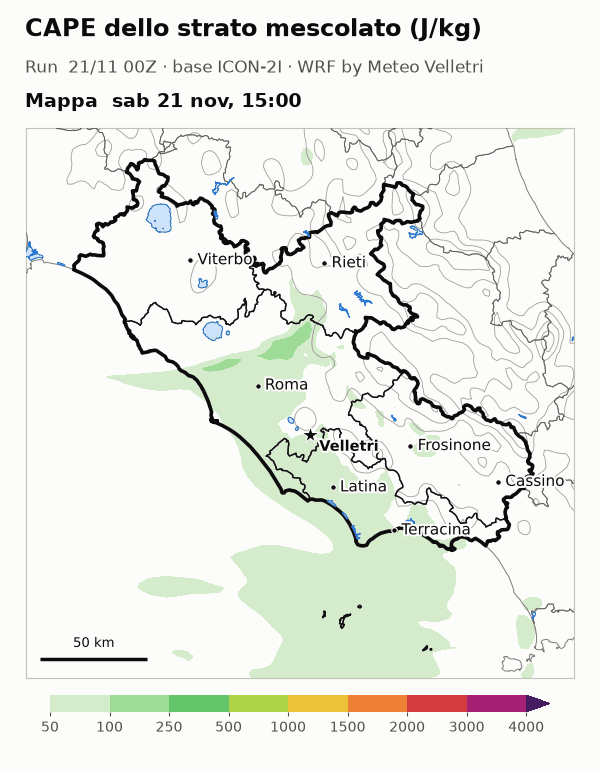 CAPE dello strato mescolato (J/kg)
Run  21/11 00Z · base ICON-2I · WRF by Meteo Velletri
Mappa  sab 21 nov, 15:00
Viterbo
Rieti
Roma
Velletri
Frosinone
Latina
Cassino
Terracina
50 km
50 100 250 500 1000 1500 2000 3000 4000